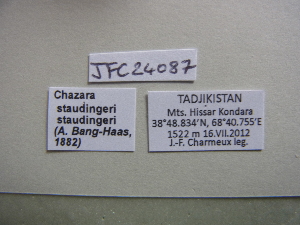 JFC24087
Chazara
staudingeri
staudingeri
(A. Bang-Haas,
1882)
TADJIKISTAN
Mts. Hissar Kondara
38°48.834'N, 68°40.755'E
1522 m 16.VII.2012
J.-F. Charmeux leg.